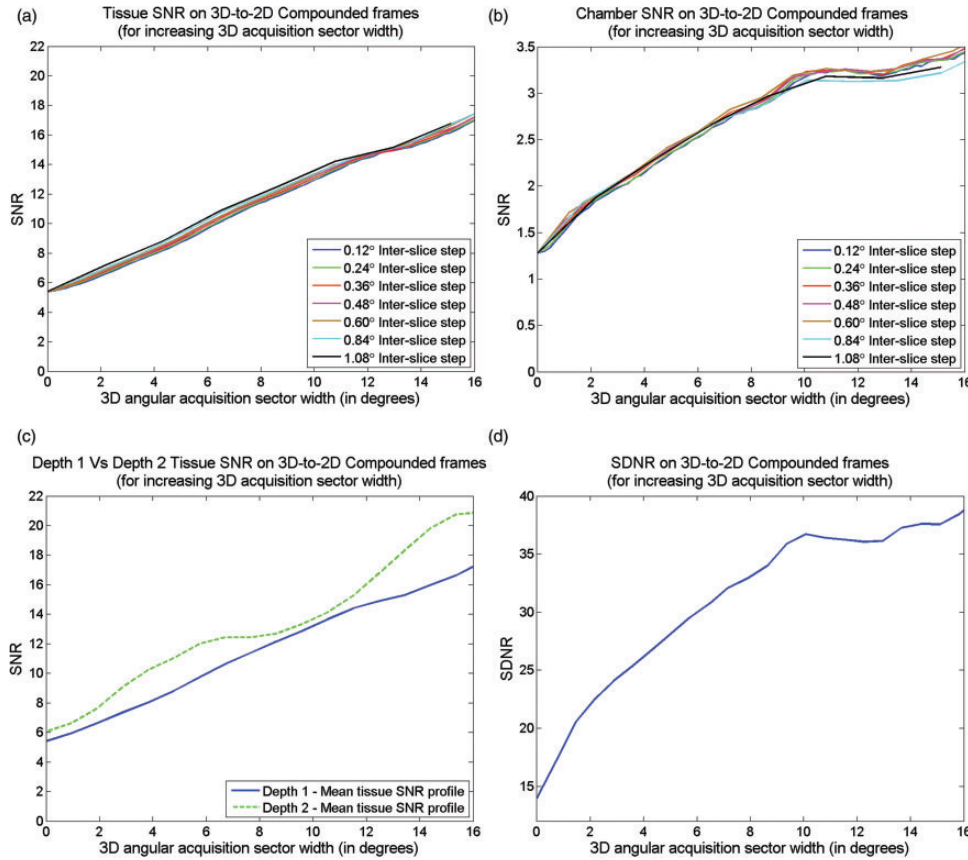 (a)
Tissue SNR on 3D-to-2D Compounded frames
(for increasing 3D acquisition sector width)
22
20
18
16
14
12
10
8
6
4
2
0
SNR
0.12° Inter-slice step
0.24° Inter-slice step
0.36° Inter-slice step
0.48° Inter-slice step
0.60° Inter-slice step
0.84° Inter-slice step
1.08° Inter-slice step
0 2 4 6 8 10 12 14 16
3D angular acquisition sector width (in degrees)
(b)
Chamber SNR on 3D-to-2D Compounded frames
(for increasing 3D acquisition sector width)
3.5
3
2.5
2
1.5
1
0.5
0
SNR
0.12° Inter-slice step
0.24° Inter-slice step
0.36° Inter-slice step
0.48° Inter-slice step
0.60° Inter-slice step
0.84° Inter-slice step
1.08° Inter-slice step
0 2 4 6 8 10 12 14 16
3D angular acquisition sector width (in degrees)
(c)
Depth 1 Vs Depth 2 Tissue SNR on 3D-to-2D Compounded frames
(for increasing 3D acquisition sector width)
22
20
18
16
14
12
10
8
6
4
2
0
SNR
Depth 1 - Mean tissue SNR profile
Depth 2 - Mean tissue SNR profile
0 2 4 6 8 10 12 14 16
3D angular acquisition sector width (in degrees)
(d)
SDNR on 3D-to-2D Compounded frames
(for increasing 3D acquisition sector width)
40
35
30
25
20
15
SDNR
0 2 4 6 8 10 12 14 16
3D angular acquisition sector width (in degrees)